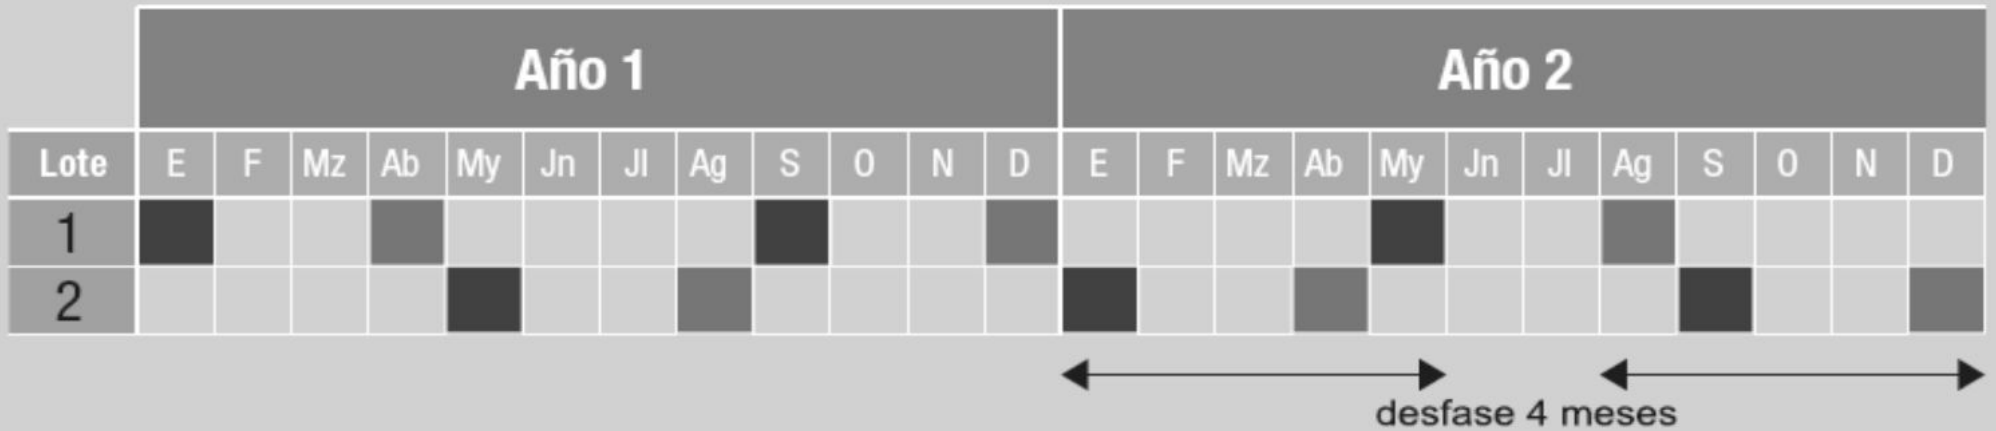 Año 1 Año 2
Lote E F Mz Ab My Jn Jl Ag S O N D E F Mz Ab My Jn Jl Ag S O N D
1
2
desfase 4 meses